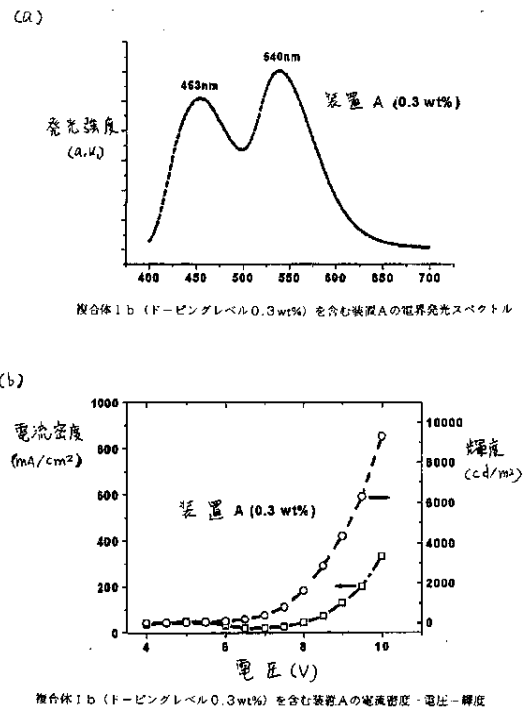 (a)
453nm
540nm
装置 A (0.3 wt%)
発光強度
(a.u.)
400 450 500 550 600 650 700
複合体Ｉｂ（ドーピングレベル０.３wt%）を含む装置Ａの電界発光スペクトル
(b)
電流密度
(mA/cm²)
1000
800
600
400
200
0
装置 A (0.3 wt%)
10000
8000
6000
4000
2000
0
輝度
(cd/m²)
4 6 8 10
電圧(V)
複合体Ｉｂ（ドーピングレベル０.３wt%）を含む装置Ａの電流密度－電圧－輝度